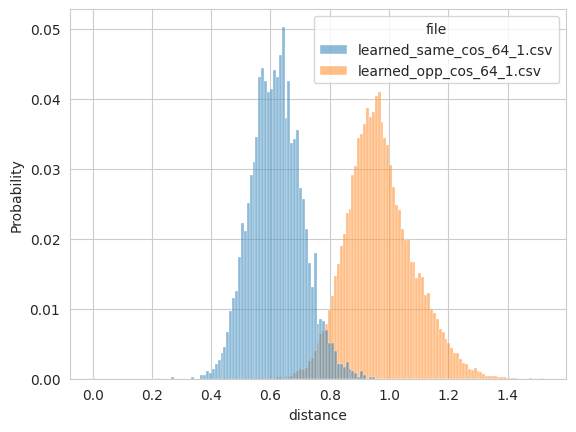 file
learned_same_cos_64_1.csv
learned_opp_cos_64_1.csv
0.05
0.04
0.03
0.02
0.01
0.00
Probability
0.0 0.2 0.4 0.6 0.8 1.0 1.2 1.4
distance